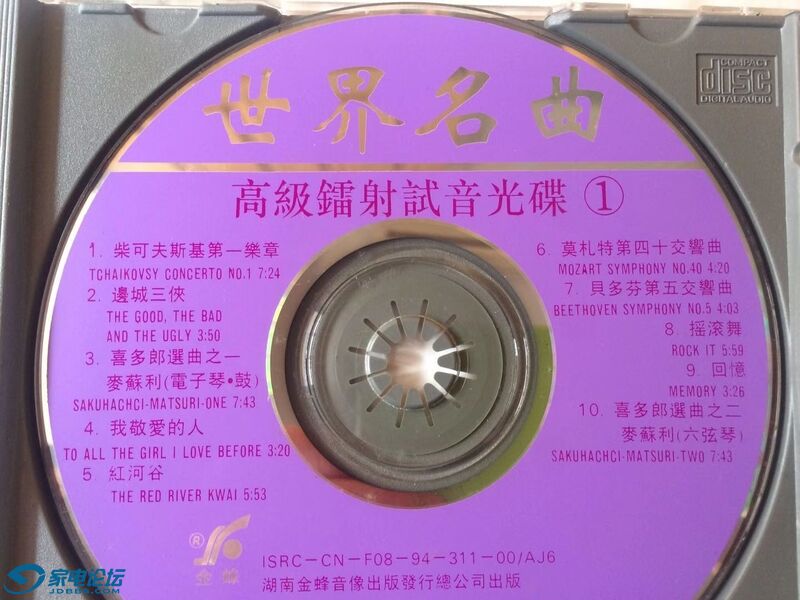 世界名曲
COMPACT
disc
DIGITAL AUDIO
高級鐳射試音光碟 ①
1. 柴可夫斯基第一樂章
TCHAIKOVSY CONCERTO NO.1 7:24
2. 邊城三俠
THE GOOD, THE BAD
AND THE UGLY 3:50
3. 喜多郎選曲之一
麥蘇利(電子琴•鼓)
SAKUHACHCI-MATSURI-ONE 7:43
4. 我敬愛的人
TO ALL THE GIRL I LOVE BEFORE 3:20
5 紅河谷
THE RED RIVER KWAI 5:53
6. 莫札特第四十交響曲
MOZART SYMPHONY NO.40 4:20
7. 貝多芬第五交響曲
BEETHOVEN SYMPHONY NO.5 4:03
8. 摇滚舞
ROCK IT 5:59
9. 回憶
MEMORY 3:26
10. 喜多郎選曲之二
麥蘇利(六弦琴)
SAKUHACHCI-MATSURI-TWO 7:43
®
金蜂
ISRC-CN-F08-94-311-00/AJ6
湖南金蜂音像出版發行總公司出版
家电论坛
JDBBS.COM